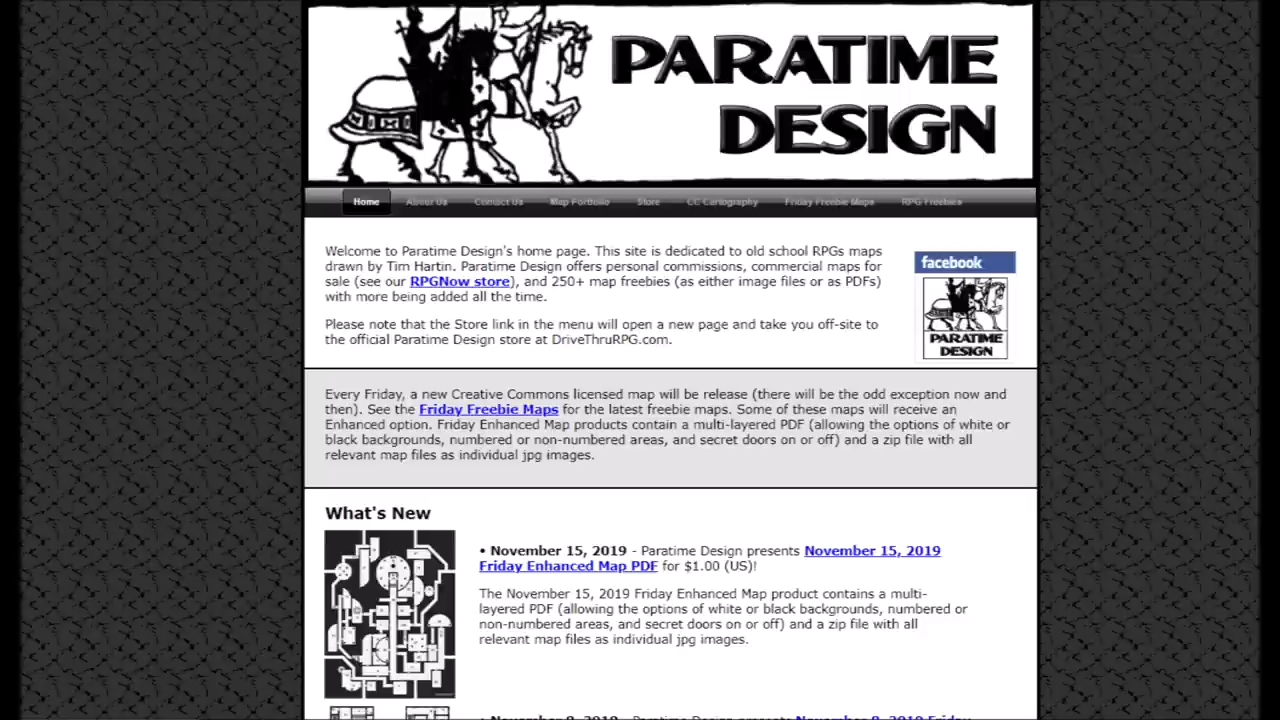 PARATIME
DESIGN
Home About Us Contact Us Map Portfolio Store CC Cartography Friday Freebie Maps RPG Freebies
Welcome to Paratime Design's home page. This site is dedicated to old school RPGs maps
drawn by Tim Hartin. Paratime Design offers personal commissions, commercial maps for
sale (see our RPGNow store), and 250+ map freebies (as either image files or as PDFs)
with more being added all the time.
Please note that the Store link in the menu will open a new page and take you off-site to
the official Paratime Design store at DriveThruRPG.com.
facebook
PARATIME
DESIGN
Every Friday, a new Creative Commons licensed map will be release (there will be the odd exception now and
then). See the Friday Freebie Maps for the latest freebie maps. Some of these maps will receive an
Enhanced option. Friday Enhanced Map products contain a multi-layered PDF (allowing the options of white or
black backgrounds, numbered or non-numbered areas, and secret doors on or off) and a zip file with all
relevant map files as individual jpg images.
What's New
• November 15, 2019 - Paratime Design presents November 15, 2019
Friday Enhanced Map PDF for $1.00 (US)!
The November 15, 2019 Friday Enhanced Map product contains a multi-
layered PDF (allowing the options of white or black backgrounds, numbered or
non-numbered areas, and secret doors on or off) and a zip file with all
relevant map files as individual jpg images.
• November 8, 2019 - Paratime Design presents November 8, 2019 Friday